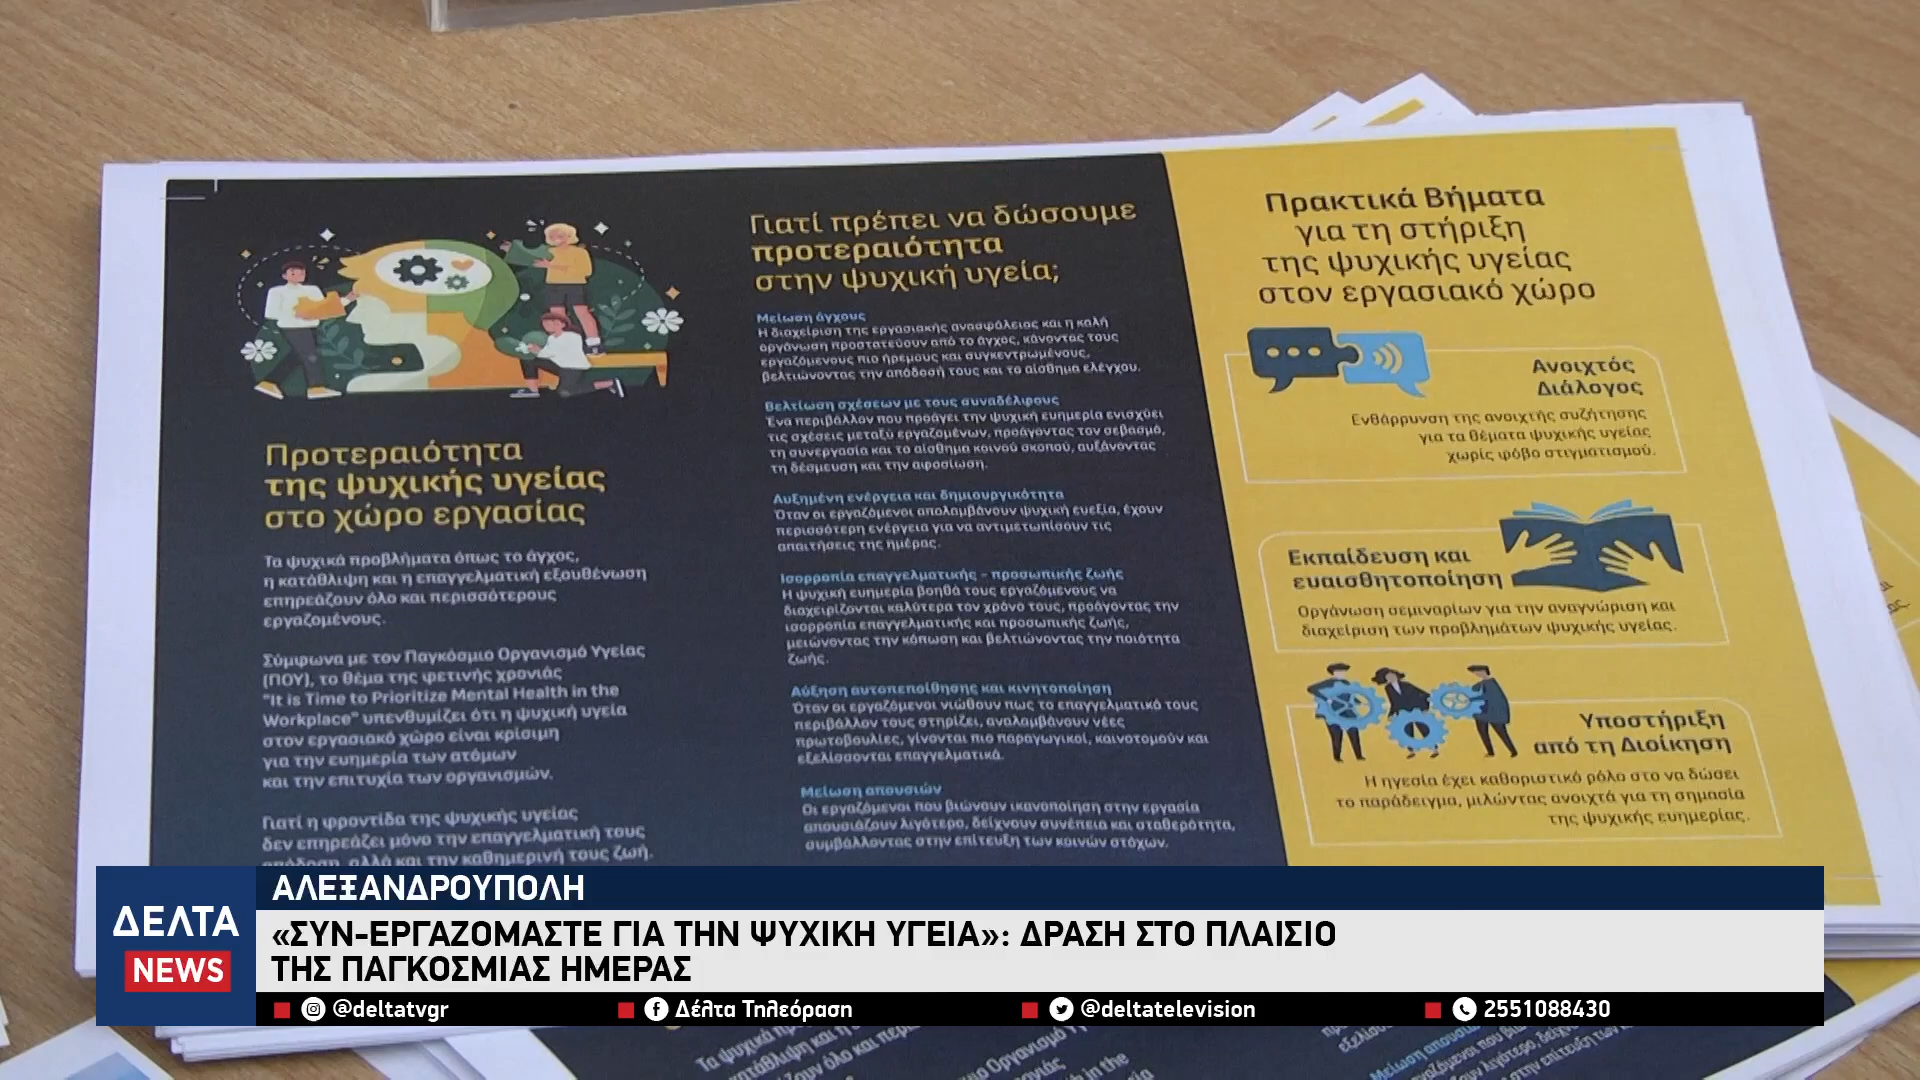 Προτεραιότητα
της ψυχικής υγείας
στο χώρο εργασίας
Τα ψυχικά προβλήματα όπως το άγχος,
η κατάθλιψη και η επαγγελματική εξουθένωση
επηρεάζουν όλο και περισσότερους
εργαζομένους.
Σύμφωνα με τον Παγκόσμιο Οργανισμό Υγείας
(ΠΟΥ), το θέμα της φετινής χρονιάς
"It is Time to Prioritize Mental Health in the
Workplace" υπενθυμίζει ότι η ψυχική υγεία
στον εργασιακό χώρο είναι κρίσιμη
για την ευημερία των ατόμων
και την επιτυχία των οργανισμών.
Γιατί η φροντίδα της ψυχικής υγείας
δεν επηρεάζει μόνο την επαγγελματική τους
απόδοση, αλλά και την καθημερινή τους ζωή.
Γιατί πρέπει να δώσουμε
προτεραιότητα
στην ψυχική υγεία;
Μείωση άγχους
Η διαχείριση της εργασιακής ανασφάλειας και η καλή
οργάνωση προστατεύουν από το άγχος, κάνοντας τους
εργαζόμενους πιο ήρεμους και συγκεντρωμένους,
βελτιώνοντας την απόδοσή τους και το αίσθημα ελέγχου.
Βελτίωση σχέσεων με τους συναδέλφους
Ένα περιβάλλον που προάγει την ψυχική ευημερία ενισχύει
τις σχέσεις μεταξύ εργαζομένων, προάγοντας τον σεβασμό,
τη συνεργασία και το αίσθημα κοινού σκοπού, αυξάνοντας
τη δέσμευση και την αφοσίωση.
Αυξημένη ενέργεια και δημιουργικότητα
Όταν οι εργαζόμενοι απολαμβάνουν ψυχική ευεξία, έχουν
περισσότερη ενέργεια για να αντιμετωπίσουν τις
απαιτήσεις της ημέρας.
Ισορροπία επαγγελματικής - προσωπικής ζωής
Η ψυχική ευημερία βοηθά τους εργαζόμενους να
διαχειρίζονται καλύτερα τον χρόνο τους, προάγοντας την
ισορροπία επαγγελματικής και προσωπικής ζωής,
μειώνοντας την κόπωση και βελτιώνοντας την ποιότητα
ζωής.
Αύξηση αυτοπεποίθησης και κινητοποίηση
Όταν οι εργαζόμενοι νιώθουν πως το επαγγελματικό τους
περιβάλλον τους στηρίζει, αναλαμβάνουν νέες
πρωτοβουλίες, γίνονται πιο παραγωγικοί, καινοτομούν και
εξελίσσονται επαγγελματικά.
Μείωση απουσιών
Οι εργαζόμενοι που βιώνουν ικανοποίηση στην εργασία
απουσιάζουν λιγότερο, δείχνουν συνέπεια και σταθερότητα,
συμβάλλοντας στην επίτευξη των κοινών στόχων.
Πρακτικά Βήματα
για τη στήριξη
της ψυχικής υγείας
στον εργασιακό χώρο
Ανοιχτός
Διάλογος
Ενθάρρυνση της ανοιχτής συζήτησης
για τα θέματα ψυχικής υγείας
χωρίς φόβο στιγματισμού.
Εκπαίδευση και
ευαισθητοποίηση
Οργάνωση σεμιναρίων για την αναγνώριση και
διαχείριση των προβλημάτων ψυχικής υγείας.
Υποστήριξη
από τη Διοίκηση
Η ηγεσία έχει καθοριστικό ρόλο στο να δώσει
το παράδειγμα, μιλώντας ανοιχτά για τη σημασία
της ψυχικής ευημερίας.
ΔΕΛΤΑ
NEWS
ΑΛΕΞΑΝΔΡΟΥΠΟΛΗ
«ΣΥΝ-ΕΡΓΑΖΟΜΑΣΤΕ ΓΙΑ ΤΗΝ ΨΥΧΙΚΗ ΥΓΕΙΑ»: ΔΡΑΣΗ ΣΤΟ ΠΛΑΙΣΙΟ
ΤΗΣ ΠΑΓΚΟΣΜΙΑΣ ΗΜΕΡΑΣ
@deltatvgr Δέλτα Τηλεόραση @deltatelevision 2551088430